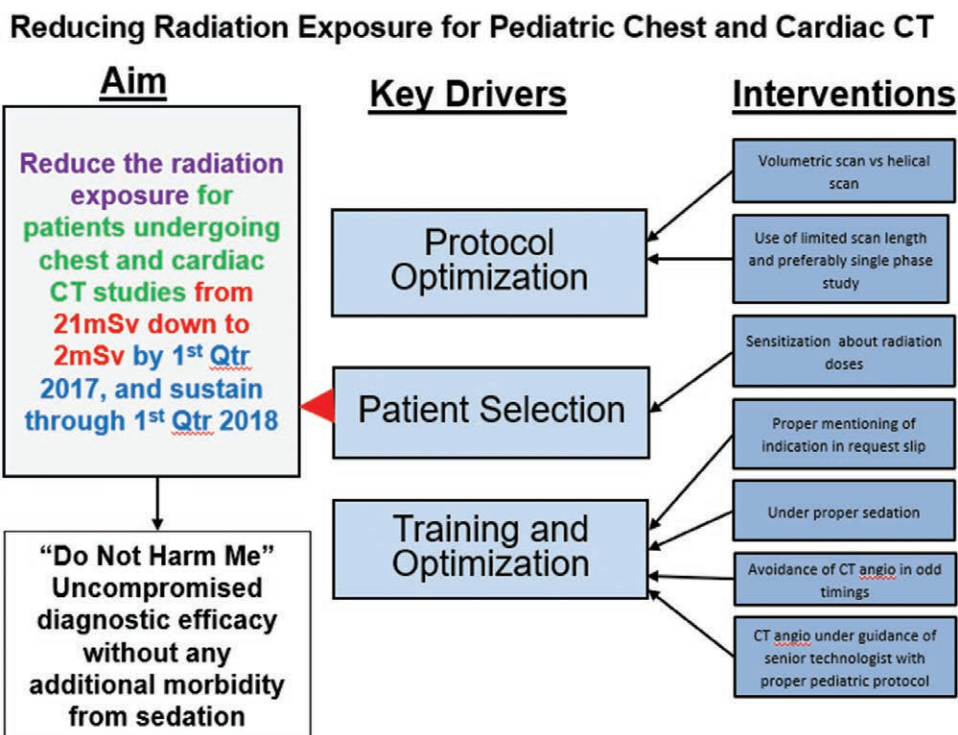 Reducing Radiation Exposure for Pediatric Chest and Cardiac CT
Aim
Reduce the radiation
exposure for
patients undergoing
chest and cardiac
CT studies from
21mSv down to
2mSv by 1st Qtr
2017, and sustain
through 1st Qtr 2018
“Do Not Harm Me”
Uncompromised
diagnostic efficacy
without any
additional morbidity
from sedation
Key Drivers
Protocol
Optimization
Patient Selection
Training and
Optimization
Interventions
Volumetric scan vs helical
scan
Use of limited scan length
and preferably single phase
study
Sensitization about radiation
doses
Proper mentioning of
indication in request slip
Under proper sedation
Avoidance of CT angio in odd
timings
CT angio under guidance of
senior technologist with
proper pediatric protocol